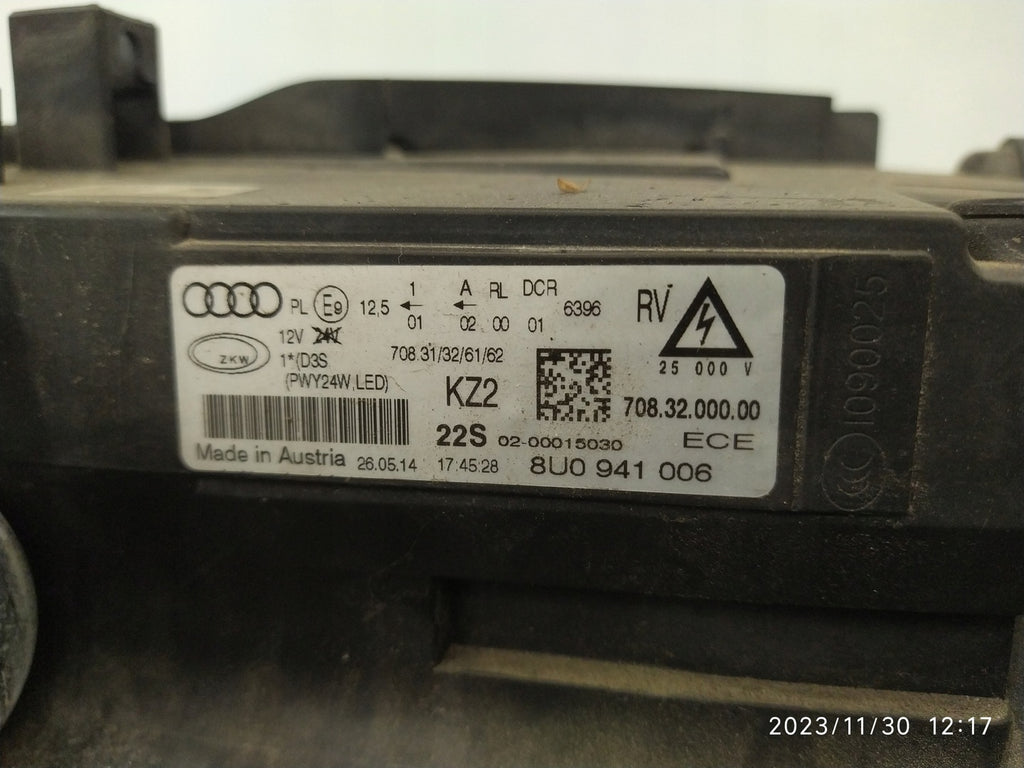 1 A RL DCR
PL E9 12,5 ← ← 6396 RV
01 02 00 01
12V 24V
ZKW 1*(D3S 708.31/32/61/62
(PWY24W,LED)
25 000 V
KZ2 708.32.000.00
22S 02-00015030 ECE
Made in Austria 26.05.14 17:45:28 8U0 941 006
CCC I090025
2023/11/30 12:17